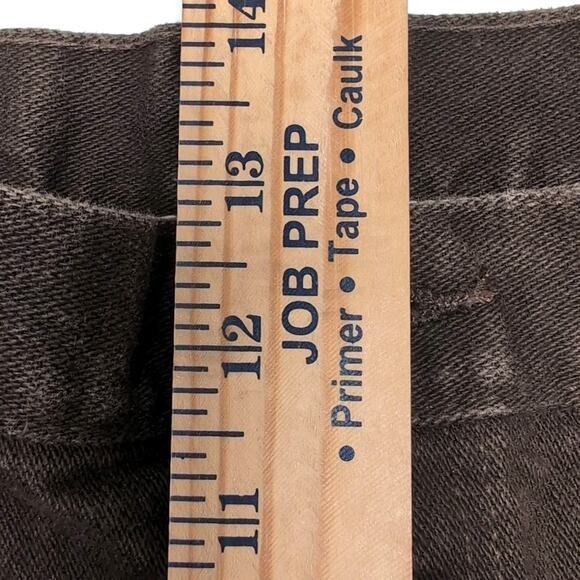 14
13
12
11
JOB PREP
• Primer • Tape • Caulk